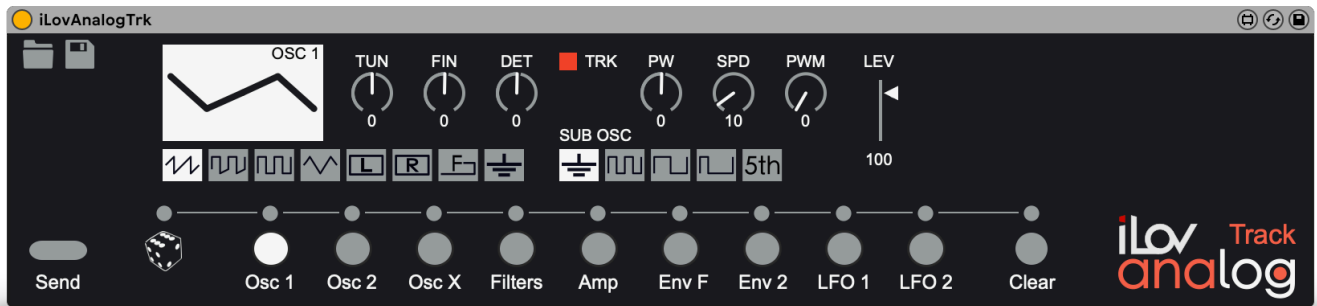 iLovAnalogTrk
OSC 1
TUN FIN DET TRK PW SPD PWM LEV
0 0 0 0 10 0
SUB OSC
100
L R F 5th
Send Osc 1 Osc 2 Osc X Filters Amp Env F Env 2 LFO 1 LFO 2 Clear
iLov Track
analog